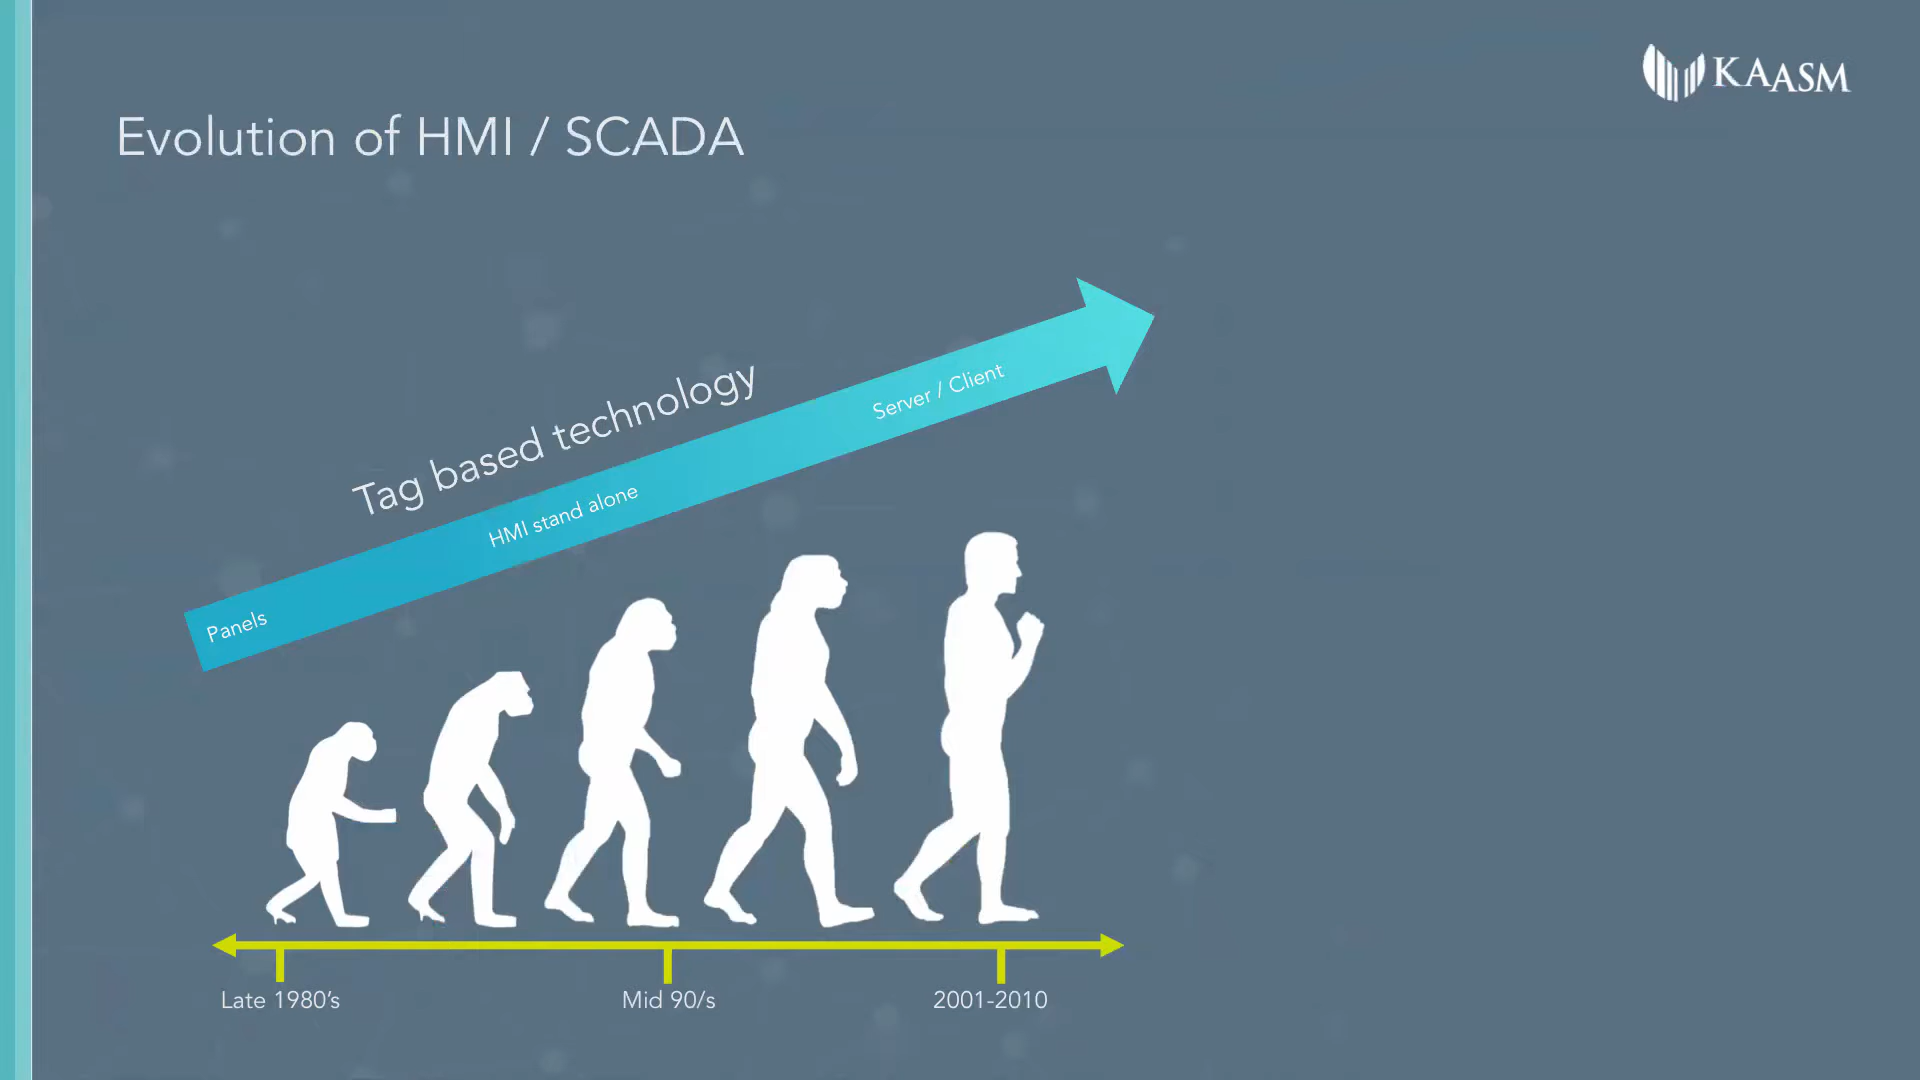 KAASM
Evolution of HMI / SCADA
Tag based technology
Server / Client
HMI stand alone
Panels
Late 1980’s
Mid 90/s
2001-2010